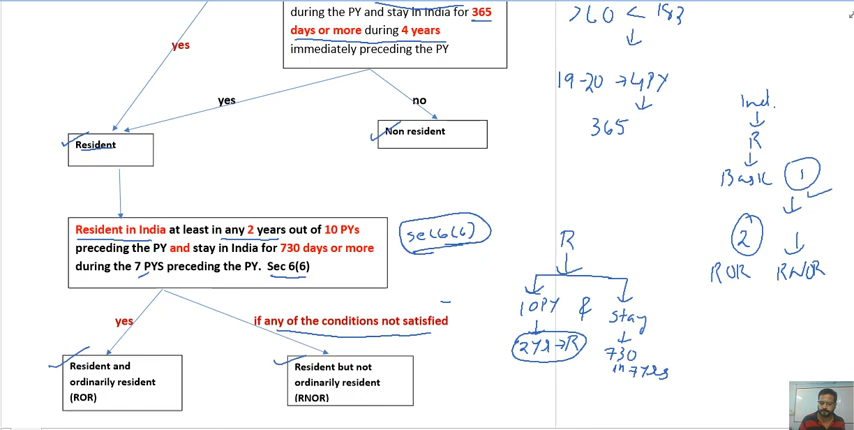 during the PY and stay in India for 365
days or more during 4 years
immediately preceding the PY
yes
yes
no
Resident
Non resident
Resident in India at least in any 2 years out of 10 PYs
preceding the PY and stay in India for 730 days or more
during the 7 PYS preceding the PY. Sec 6(6)
yes
if any of the conditions not satisfied
Resident and
ordinarily resident
(ROR)
Resident but not
ordinarily resident
(RNOR)
>60 < 183
19-20 → 4PY
365
Ind.
R
Basic 1
2
ROR RNOR
sec 6(6)
R
10PY & stay
2Yrs → R
730
in 7Yrs